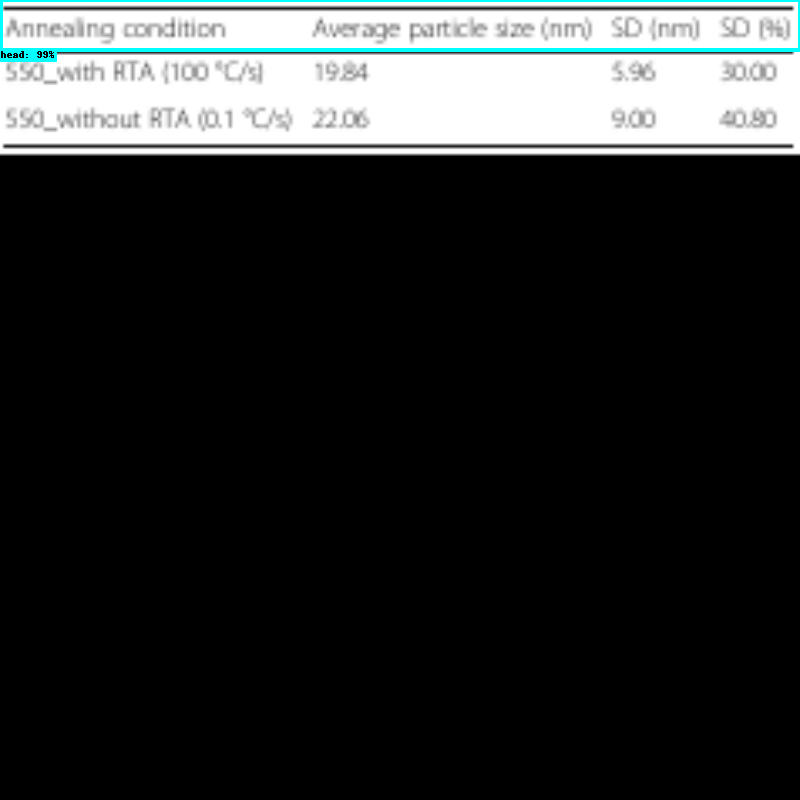 Annealing condition Average particle size (nm) SD (nm) SD (%)
head: 99%
550_with RTA (100 °C/s) 19.84 5.96 30.00
550_without RTA (0.1 °C/s) 22.06 9.00 40.80